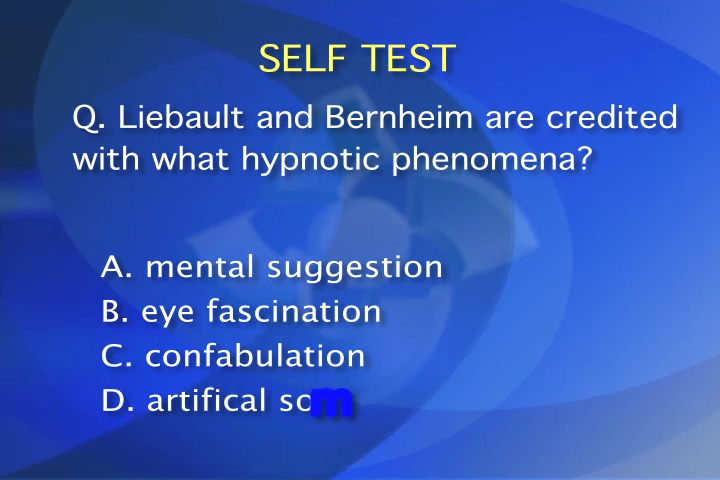 SELF TEST
Q. Liebault and Bernheim are credited
with what hypnotic phenomena?
A. mental suggestion
B. eye fascination
C. confabulation
D. artifical som